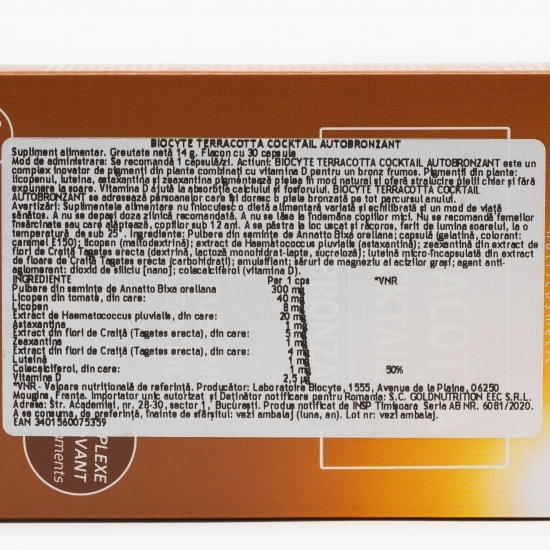 BIOCYTE TERRACOTTA COCKTAIL AUTOBRONZANT
Supliment alimentar. Greutate netă 14 g. Flacon cu 30 capsule
Mod de administrare: Se recomandă 1 capsulă/zi. Acțiuni: BIOCYTE TERRACOTTA COCKTAIL AUTOBRONZANT este un
complex inovator de pigmenți din plante combinați cu vitamina D pentru un bronz frumos. Pigmenții din plante:
licopenul, luteina, astaxantina și zeaxantina pigmentează pielea în mod natural și oferă strălucire pielii chiar și fără
expunere la soare. Vitamina D ajută la absorbția calciului și fosforului. BIOCYTE TERRACOTTA COCKTAIL
AUTOBRONZANT se adresează persoanelor care își doresc o piele bronzată pe tot parcursul anului.
Avertizări: Suplimentele alimentare nu înlocuiesc o dietă alimentară variată și echilibrată și un mod de viață
sănătos. A nu se depăși doza zilnică recomandată. A nu se lăsa la îndemâna copiilor mici. Nu se recomandă femeilor
însărcinate sau care alăptează, copiilor sub 12 ani. A se păstra la loc uscat și răcoros, ferit de lumina soarelui, la o
temperatură de sub 25°. Ingrediente: Pulbere din semințe de Annatto Bixa orellana; capsulă (gelatină, colorant:
caramel E150); licopen (maltodextrină); extract de Haematococcus pluvialis (astaxantină); zeaxantină din extract de
flori de Craiță Tagetes erecta (dextrină, lactoză monohidrat-lapte, sucraloză); luteină micro-încapsulată din extract
de floare de Craiță Tagetes erecta (carbohidrați); emulsifiant: săruri de magneziu ai acizilor grași; agent anti-
aglomerant: dioxid de siliciu [nano]; colecalciferol (vitamina D).
INGREDIENTE Per 1 cps *VNR
Pulbere din seminte de Annatto Bixa orellana 300 mg
Licopen din tomate, din care: 40 mg
Licopen 8 mg
Extract de Haematococcus pluvialis, din care: 20 mg
Astaxantina 1 mg
Extract din flori de Craiță (Tagetes erecta), din care: 5 mg
Zeaxantina 1 mg
Extract din flori de Craiță (Tagetes erecta), din care: 4 mg
Luteină 1 mg
Colecalciferol, din care: 1 mg 50%
Vitamina D 2,5 µg
*VNR - Valoare nutrițională de referință. Producător: Laboratoire Biocyte, 1555, Avenue de la Plaine, 06250
Mougins, Franța. Importator unic autorizat și Deținător notificare pentru Romania: S.C. GOLDNUTRITION EEC S.R.L.
Adresa: Str. Academiei, nr. 28-30, sector 1, București. Produs notificat de INSP Timișoara Seria AB NR. 6081/2020.
A se consuma, de preferință, înainte de sfârșitul: vezi ambalaj (luna, an). Lot nr: vezi ambalaj.
EAN 3401560075359